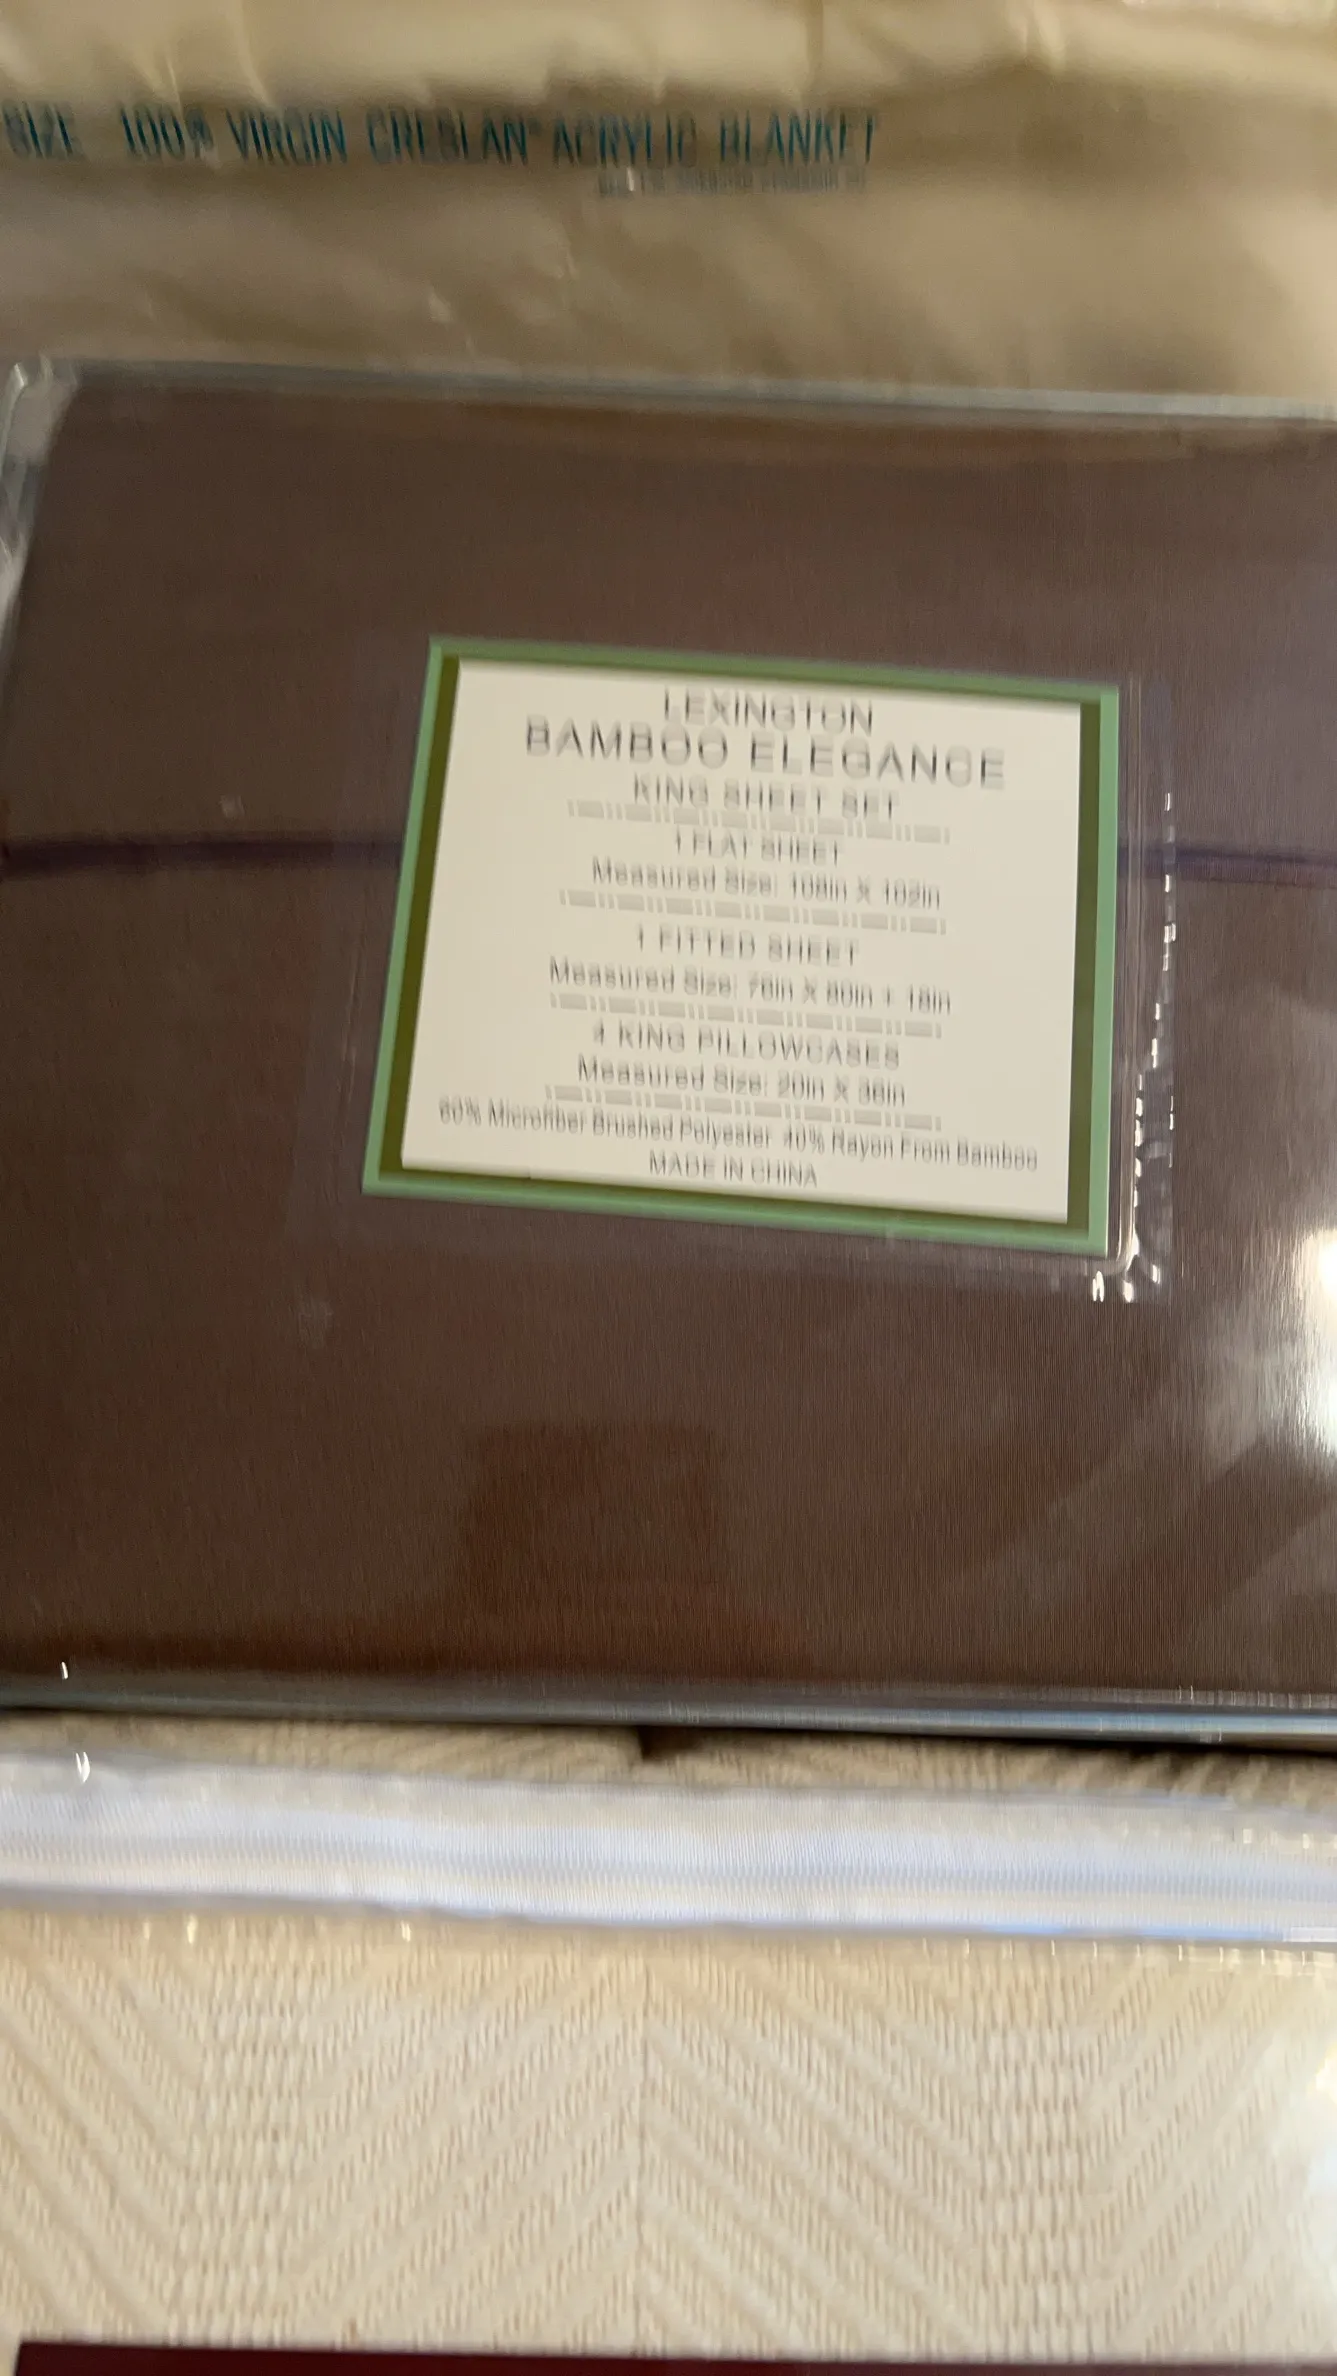 SIZE 100% VIRGIN CRESLAN® ACRYLIC BLANKET
LEXINGTON
BAMBOO ELEGANCE
KING SHEET SET
1 FLAT SHEET
Measured Size: 108in X 102in
1 FITTED SHEET
Measured Size: 78in X 80in + 18in
4 KING PILLOWCASES
Measured Size: 20in X 36in
60% Microfiber Brushed Polyester 40% Rayon From Bamboo
MADE IN CHINA